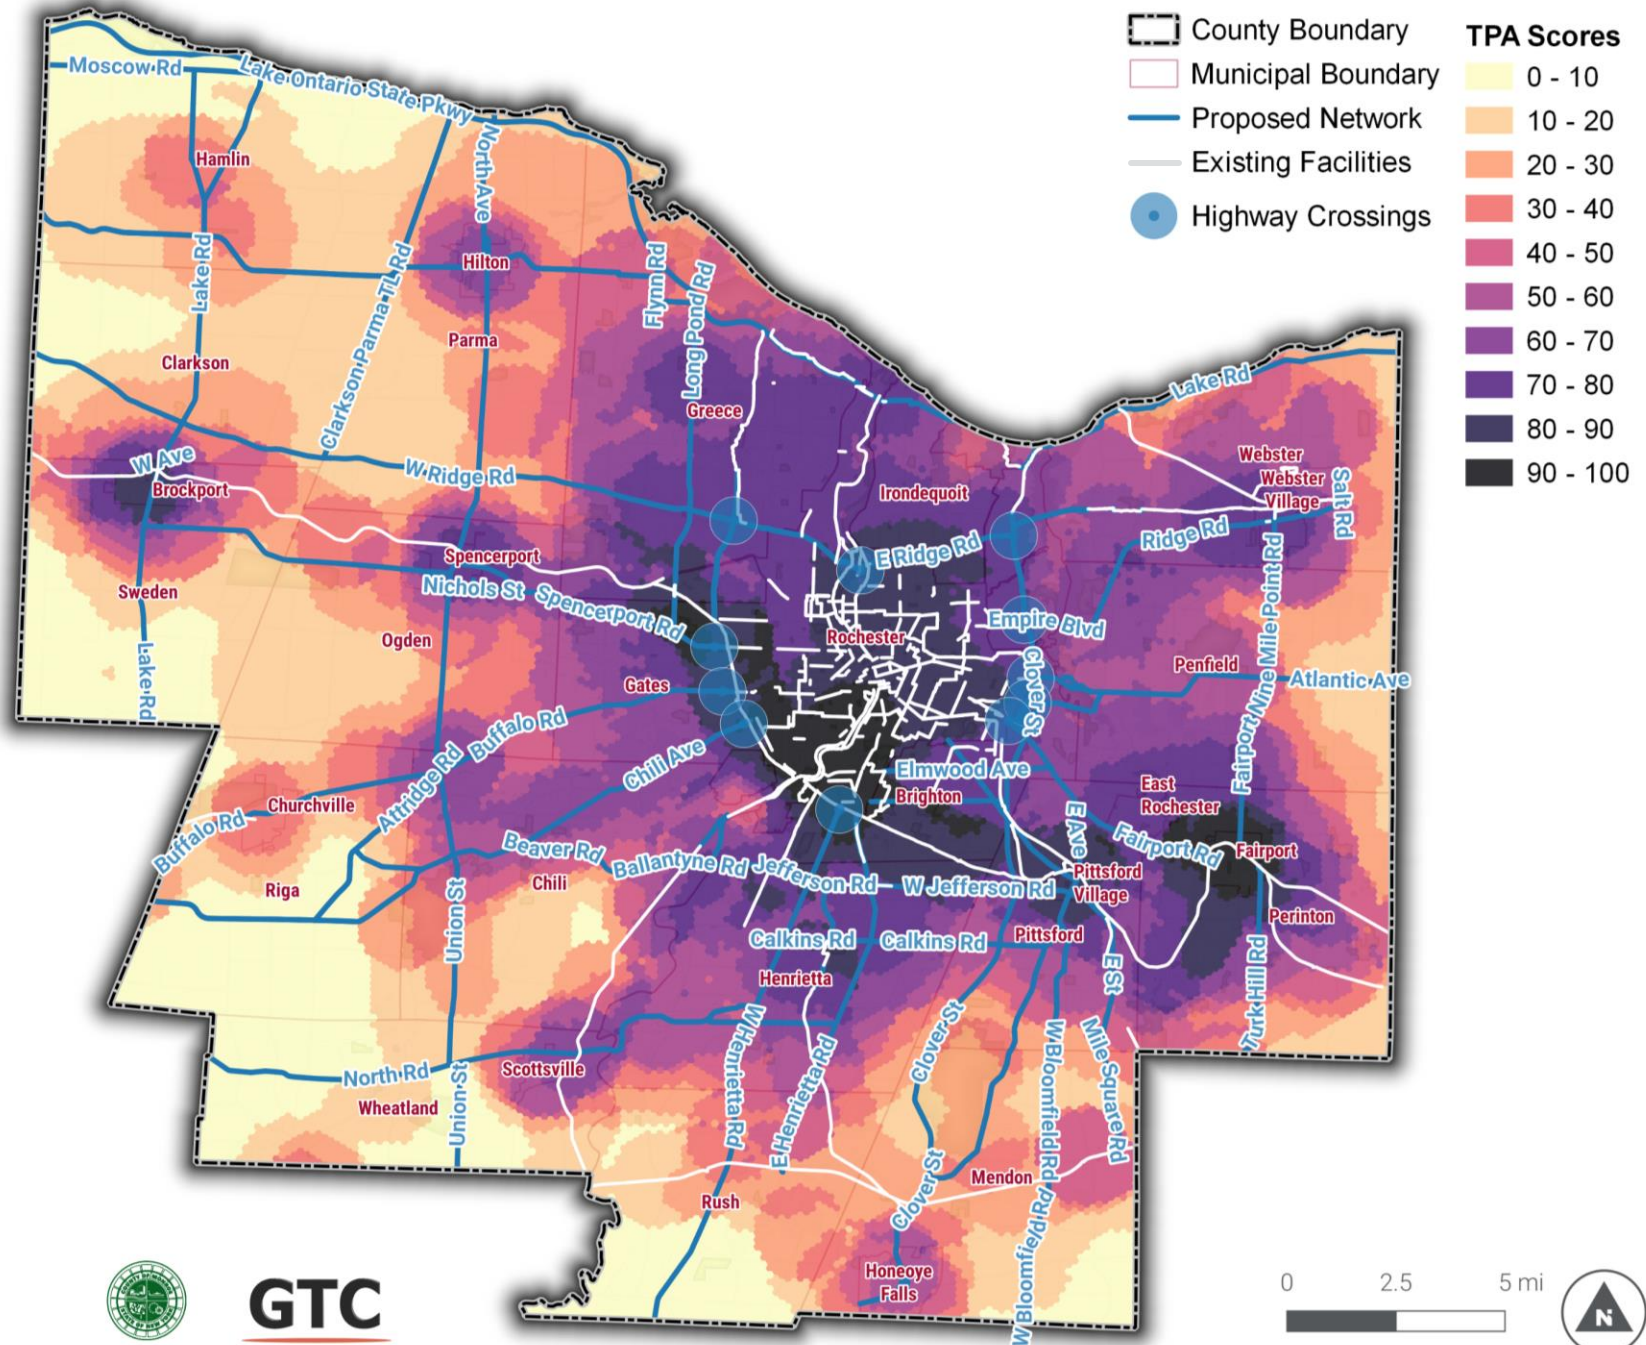 County Boundary
Municipal Boundary
Proposed Network
Existing Facilities
Highway Crossings
TPA Scores
0 - 10
10 - 20
20 - 30
30 - 40
40 - 50
50 - 60
60 - 70
70 - 80
80 - 90
90 - 100
Moscow Rd
Lake Ontario State Pkwy
North Ave
Hamlin
Lake Rd
Clarkson-Parma TL Rd
Hilton
Flynn Rd
Long Pond Rd
Parma
Clarkson
Greece
Lake Rd
W Ave
Brockport
W Ridge Rd
Irondequoit
Webster
Webster
Village
Salt Rd
Ridge Rd
E Ridge Rd
Spencerport
Nichols St
Spencerport Rd
Sweden
Ogden
Lake Rd
Rochester
Empire Blvd
Clover St
Penfield
Atlantic Ave
Fairport Nine Mile Point Rd
Gates
Buffalo Rd
Attridge Rd
Chili Ave
Elmwood Ave
Brighton
East
Rochester
E Ave
Fairport Rd
Fairport
Churchville
Buffalo Rd
Riga
Beaver Rd
Chili
Ballantyne Rd
Jefferson Rd
W Jefferson Rd
Pittsford
Village
Perinton
Union St
Calkins Rd
Calkins Rd
Pittsford
Henrietta
E St
Turk Hill Rd
W Henrietta Rd
E Henrietta Rd
Clover St
W Bloomfield Rd
Mile Square Rd
Scottsville
North Rd
Wheatland
Union St
Rush
Clover St
Mendon
W Bloomfield Rd
Honeoye
Falls
GTC
0 2.5 5 mi
N